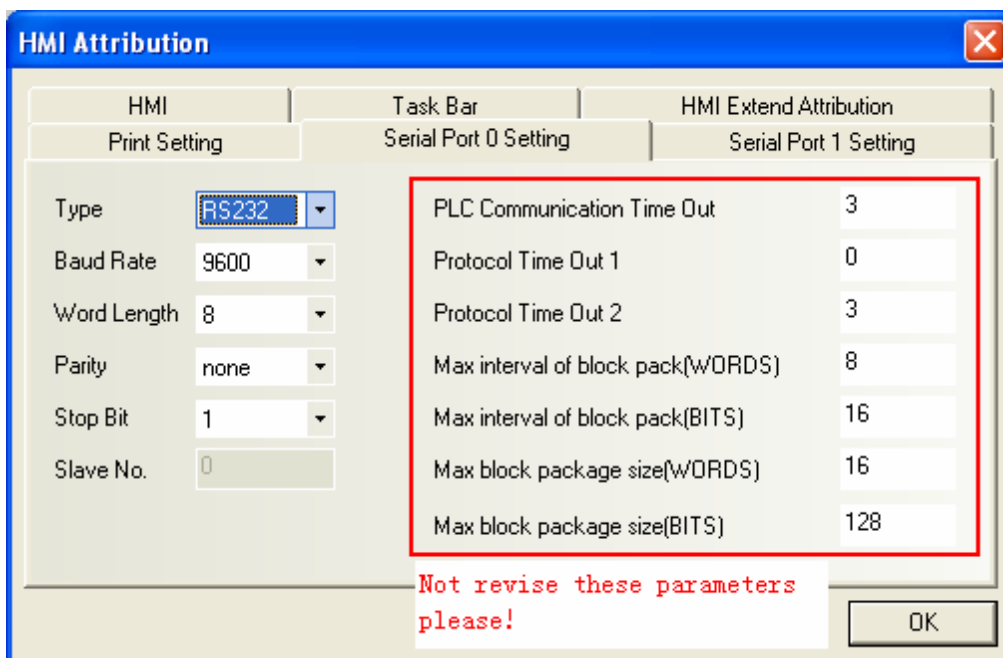 HMI Attribution
HMI Task Bar HMI Extend Attribution
Print Setting Serial Port 0 Setting Serial Port 1 Setting
Type RS232
Baud Rate 9600
Word Length 8
Parity none
Stop Bit 1
Slave No. 0
PLC Communication Time Out 3
Protocol Time Out 1 0
Protocol Time Out 2 3
Max interval of block pack(WORDS) 8
Max interval of block pack(BITS) 16
Max block package size(WORDS) 16
Max block package size(BITS) 128
Not revise these parameters
please!
OK